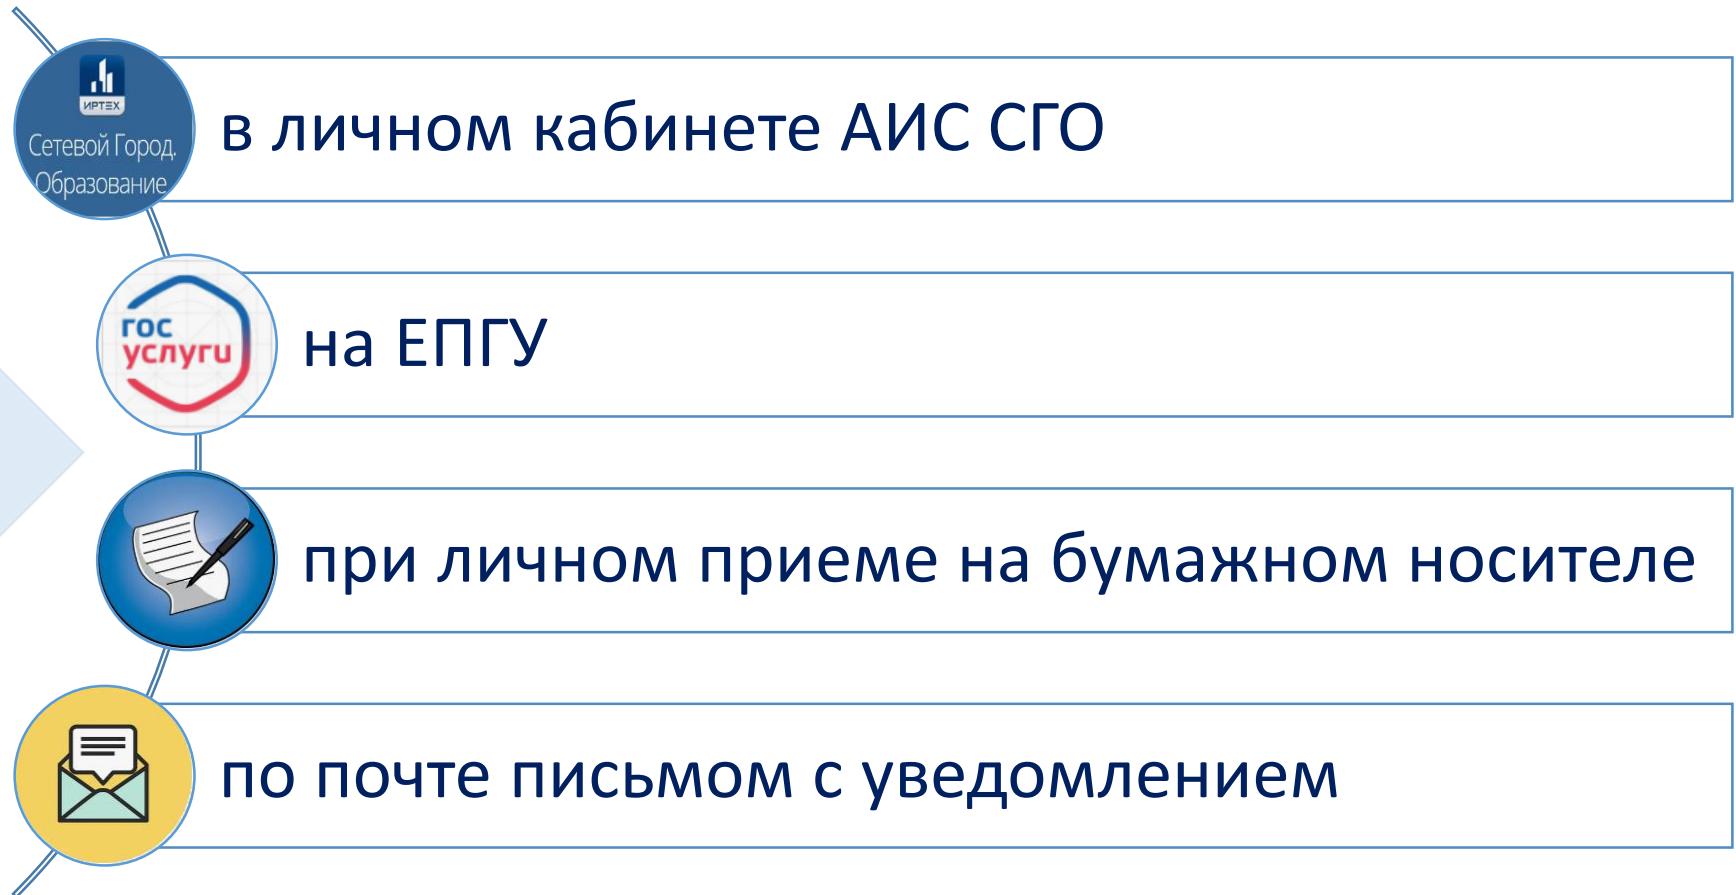 ИРТЕХ
Сетевой Город.
Образование
в личном кабинете АИС СГО
гос
услуги
на ЕПГУ
при личном приеме на бумажном носителе
по почте письмом с уведомлением